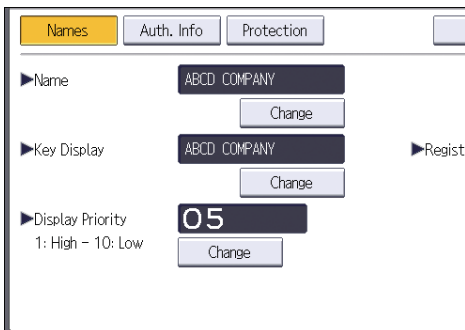 Names Auth. Info Protection
▶Name ABCD COMPANY
Change
▶Key Display ABCD COMPANY ▶Regist
Change
▶Display Priority 05
1: High - 10: Low Change